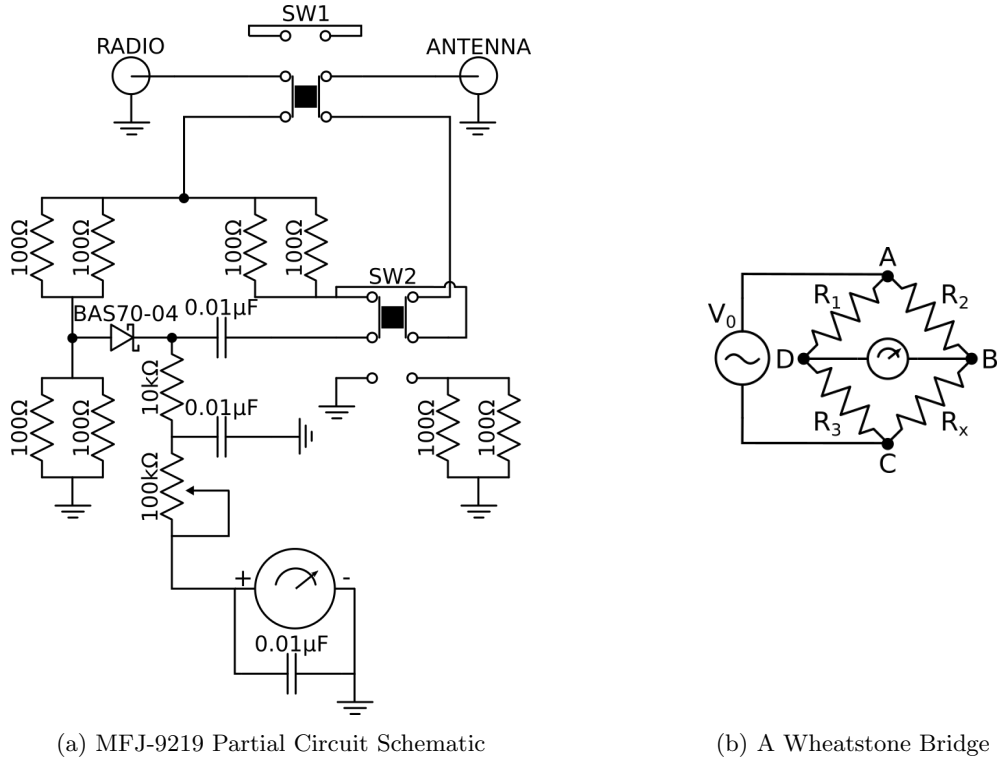 SW1
RADIO
ANTENNA
100Ω
100Ω
100Ω
100Ω
SW2
BAS70-04
0.01µF
10kΩ
0.01µF
100Ω
100Ω
100Ω
100Ω
100kΩ
+
-
0.01µF
(a) MFJ-9219 Partial Circuit Schematic
A
R1
R2
V0
D
B
R3
Rx
C
(b) A Wheatstone Bridge